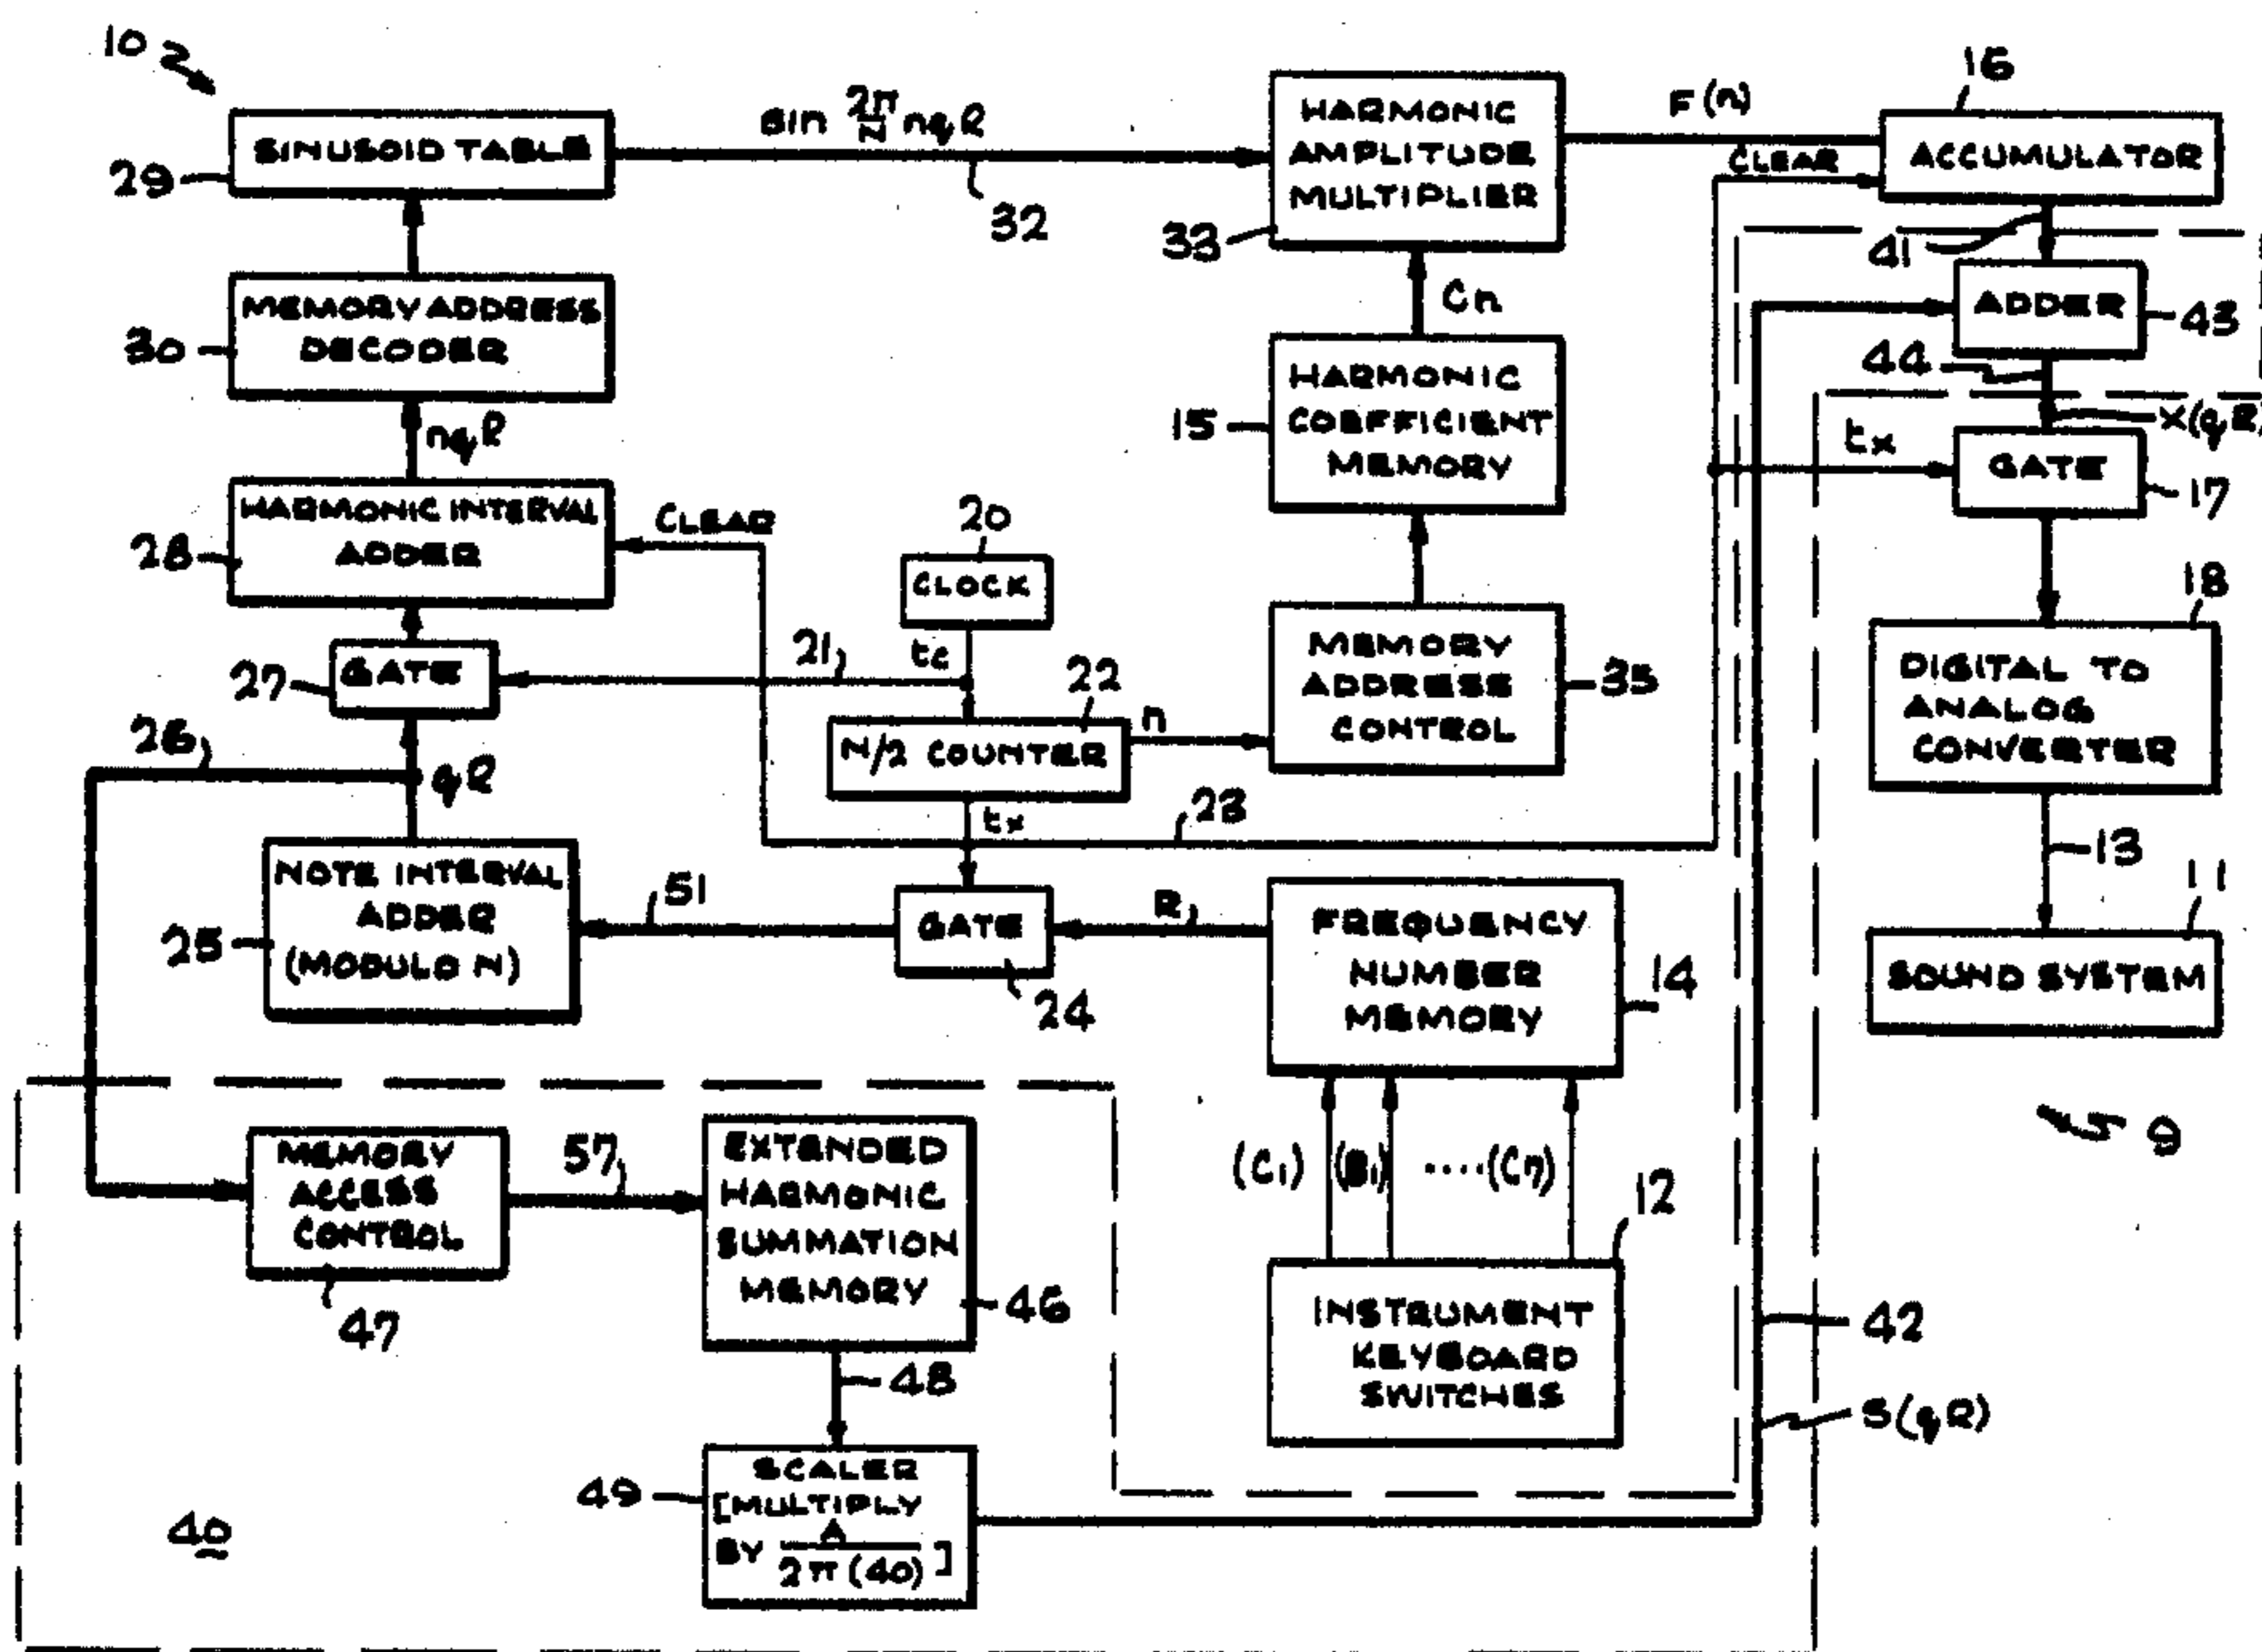 10
SINUSOID TABLE
29
sin 2π/N nqR
32
HARMONIC
AMPLITUDE
MULTIPLIER
33
F(n)
CLEAR
16
ACCUMULATOR
41
ADDER
43
44
X(qR)
MEMORY ADDRESS
DECODER
30
nqR
Cn
HARMONIC
COEFFICIENT
MEMORY
15
tx
GATE
17
HARMONIC INTERVAL
ADDER
28
CLEAR
20
CLOCK
tc
21
22
N/2 COUNTER
n
MEMORY
ADDRESS
CONTROL
35
18
DIGITAL TO
ANALOG
CONVERTER
13
11
SOUND SYSTEM
9
GATE
27
26
qR
tx
23
NOTE INTERVAL
ADDER
(MODULO N)
25
51
GATE
24
R
FREQUENCY
NUMBER
MEMORY
14
(C1)
(B1)
....(C7)
12
INSTRUMENT
KEYBOARD
SWITCHES
MEMORY
ACCESS
CONTROL
47
57
EXTENDED
HARMONIC
SUMMATION
MEMORY
46
48
SCALER
[MULTIPLY
BY A/2π(40)]
49
42
S(qR)
40